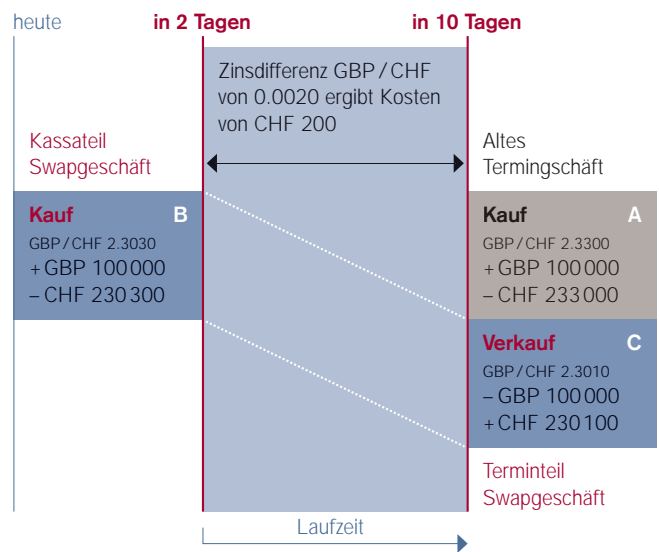 heute
in 2 Tagen
in 10 Tagen
Zinsdifferenz GBP / CHF
von 0.0020 ergibt Kosten
von CHF 200
Kassateil
Swapgeschäft
Altes
Termingschäft
Kauf B
GBP / CHF 2.3030
+ GBP 100 000
– CHF 230 300
Kauf A
GBP / CHF 2.3300
+ GBP 100 000
– CHF 233 000
Verkauf C
GBP / CHF 2.3010
– GBP 100 000
+ CHF 230 100
Terminteil
Swapgeschäft
Laufzeit